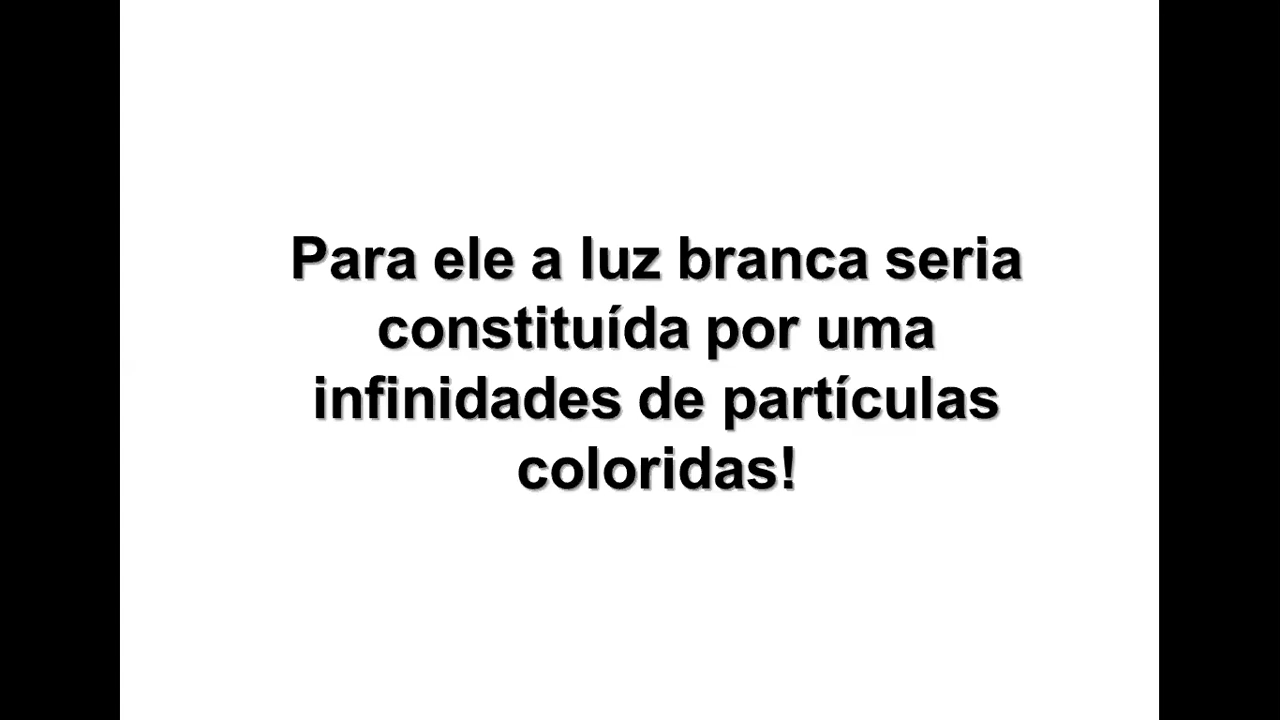 Para ele a luz branca seria
constituída por uma
infinidades de partículas
coloridas!